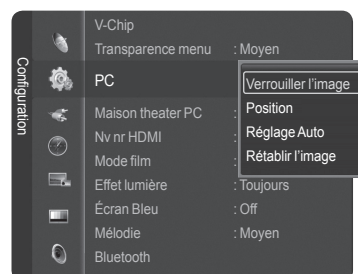 Configuration
V-Chip
Transparence menu : Moyen
PC
Maison theater PC :
Nv nr HDMI :
Mode film :
Effet lumière : Toujours
Écran Bleu : Off
Mélodie : Moyen
Bluetooth
Verrouiller l'image
Position
Réglage Auto
Rétablir l'image